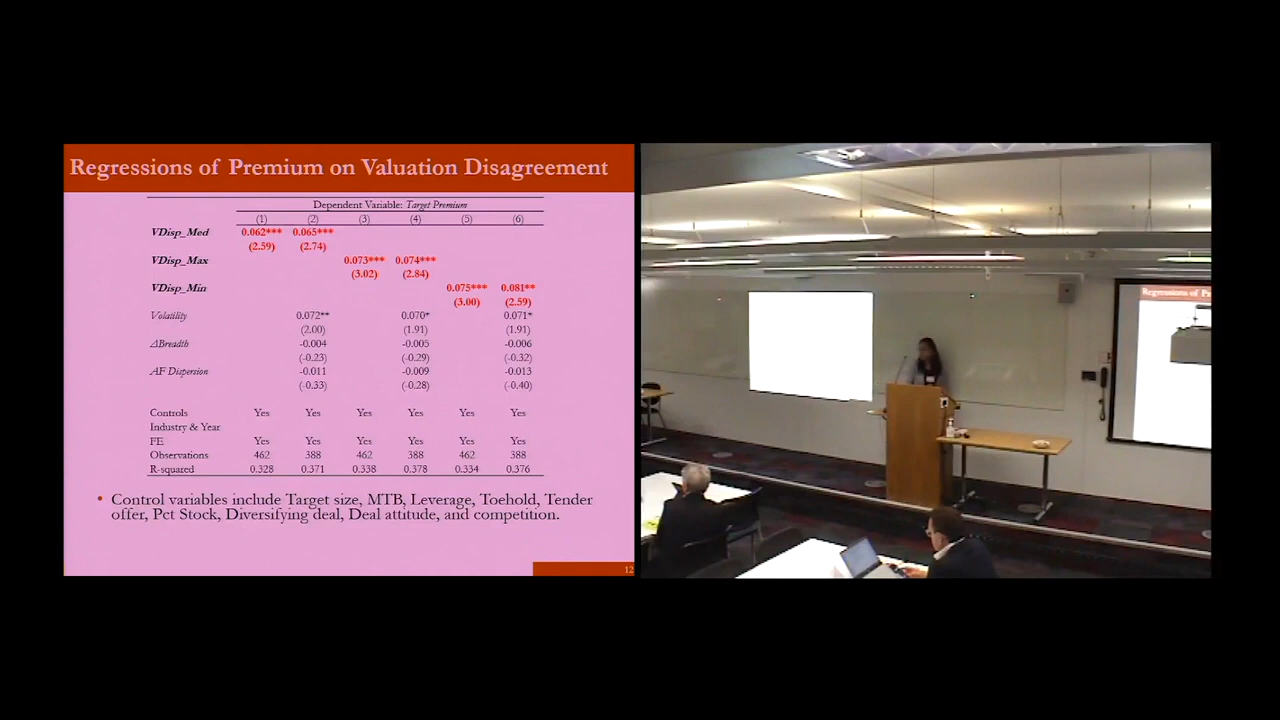 Regressions of Premium on Valuation Disagreement
Dependent Variable: Target Premium
(1) (2) (3) (4) (5) (6)
VDisp_Med 0.062*** 0.065***
(2.59) (2.74)
VDisp_Max 0.073*** 0.074***
(3.02) (2.84)
VDisp_Min 0.075*** 0.081**
(3.00) (2.59)
Volatility 0.072** 0.070* 0.071*
(2.00) (1.91) (1.91)
ΔBreadth -0.004 -0.005 -0.006
(-0.23) (-0.29) (-0.32)
AF Dispersion -0.011 -0.009 -0.013
(-0.33) (-0.28) (-0.40)
Controls Yes Yes Yes Yes Yes Yes
Industry & Year
FE Yes Yes Yes Yes Yes Yes
Observations 462 388 462 388 462 388
R-squared 0.328 0.371 0.338 0.378 0.334 0.376
• Control variables include Target size, MTB, Leverage, Toehold, Tender
offer, Pct Stock, Diversifying deal, Deal attitude, and competition.
12
Regressions of P